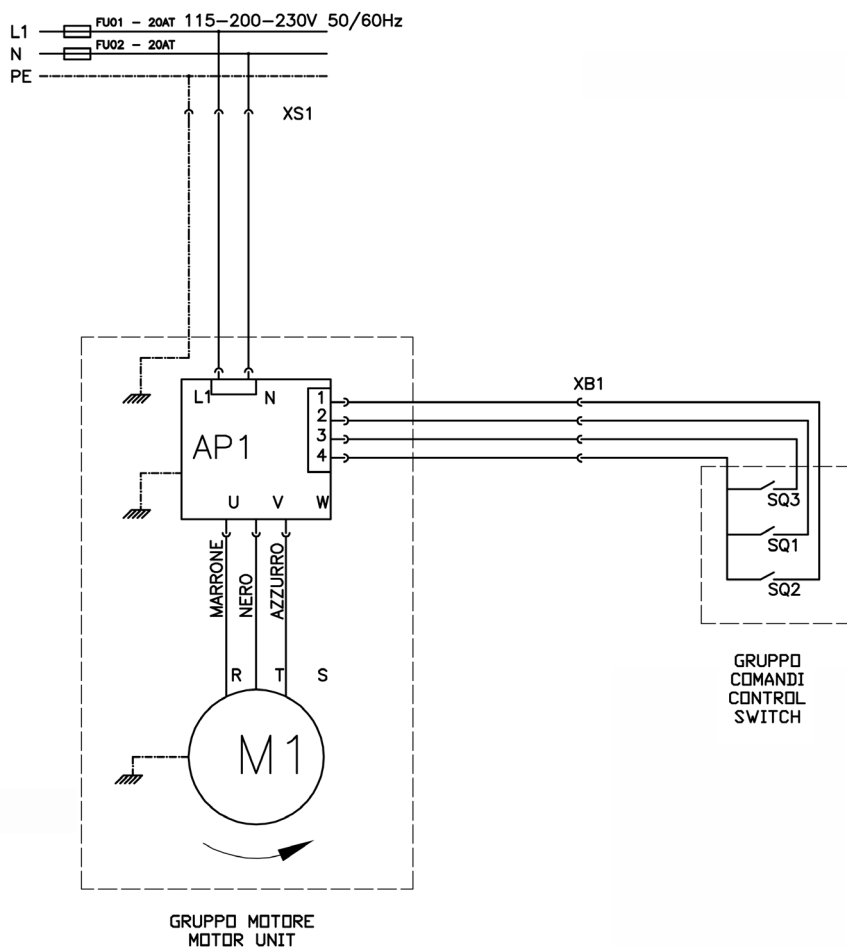 FU01 - 20AT 115-200-230V 50/60Hz
L1
FU02 - 20AT
N
PE
XS1
XB1
L1 N
1
2
3
4
AP1
U V W
SQ3
SQ1
SQ2
MARRONE
NERO
AZZURRO
R T S
M1
GRUPPO
COMANDI
CONTROL
SWITCH
GRUPPO MOTORE
MOTOR UNIT